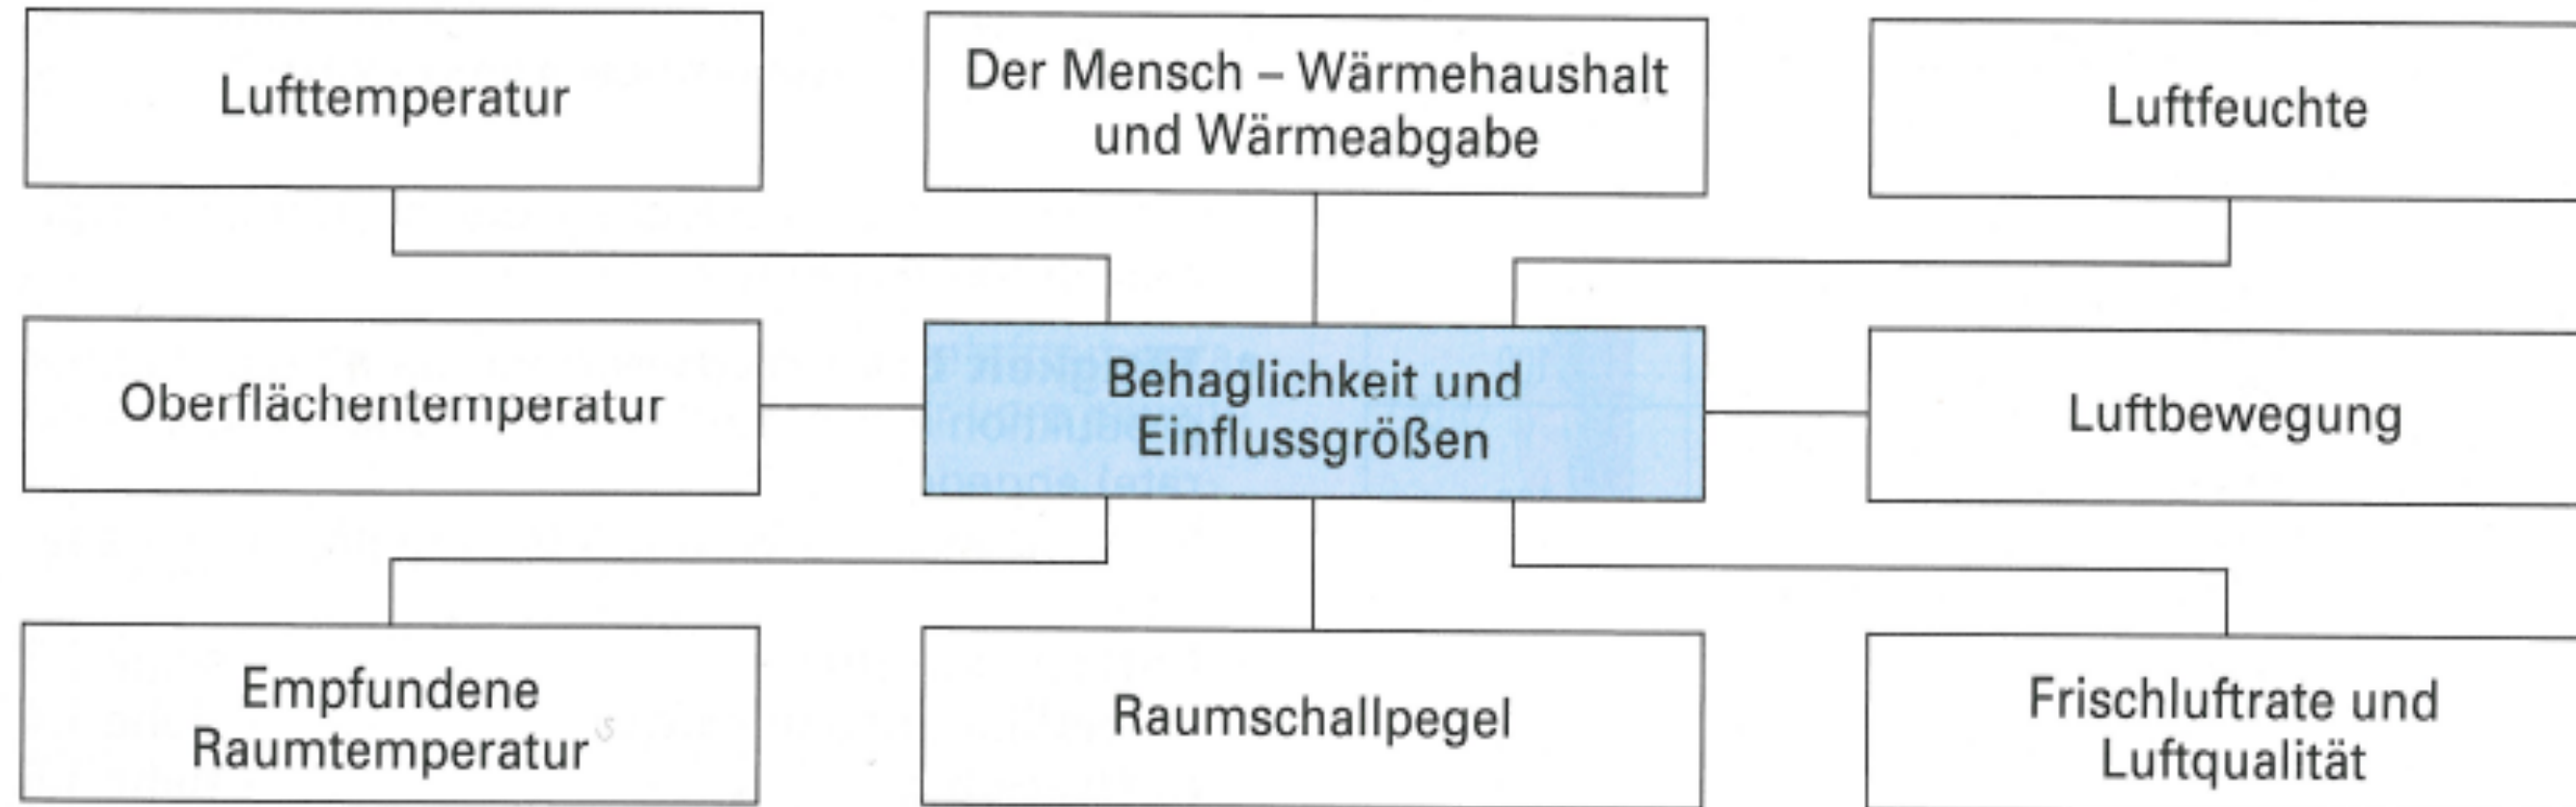 Lufttemperatur
Der Mensch – Wärmehaushalt
und Wärmeabgabe
Luftfeuchte
Oberflächentemperatur
Behaglichkeit und
Einflussgrößen
Luftbewegung
Empfundene
Raumtemperatur
Raumschallpegel
Frischluftrate und
Luftqualität